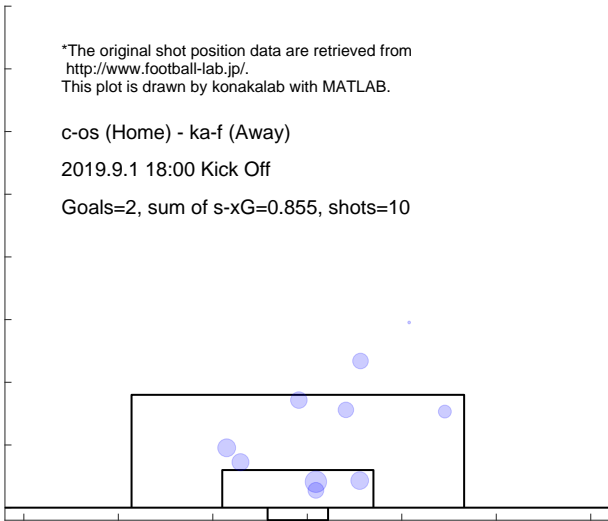 *The original shot position data are retrieved from
http://www.football-lab.jp/.
This plot is drawn by konakalab with MATLAB.
c-os (Home) - ka-f (Away)
2019.9.1 18:00 Kick Off
Goals=2, sum of s-xG=0.855, shots=10